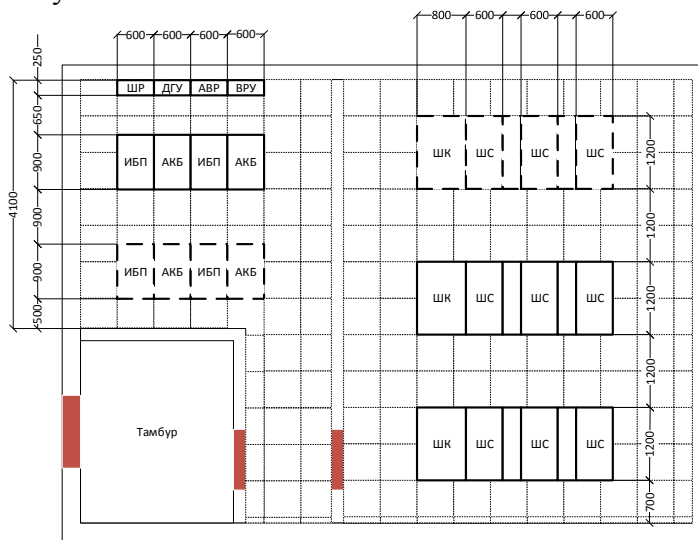 600 600 600 600
800 600 600 600
250
ШР ДГУ АВР ВРУ
650
900
ИБП АКБ ИБП АКБ
ШК ШС ШС ШС
1200
4100
900
1200
900
ИБП АКБ ИБП АКБ
500
ШК ШС ШС ШС
1200
1200
Тамбур
ШК ШС ШС ШС
1200
700